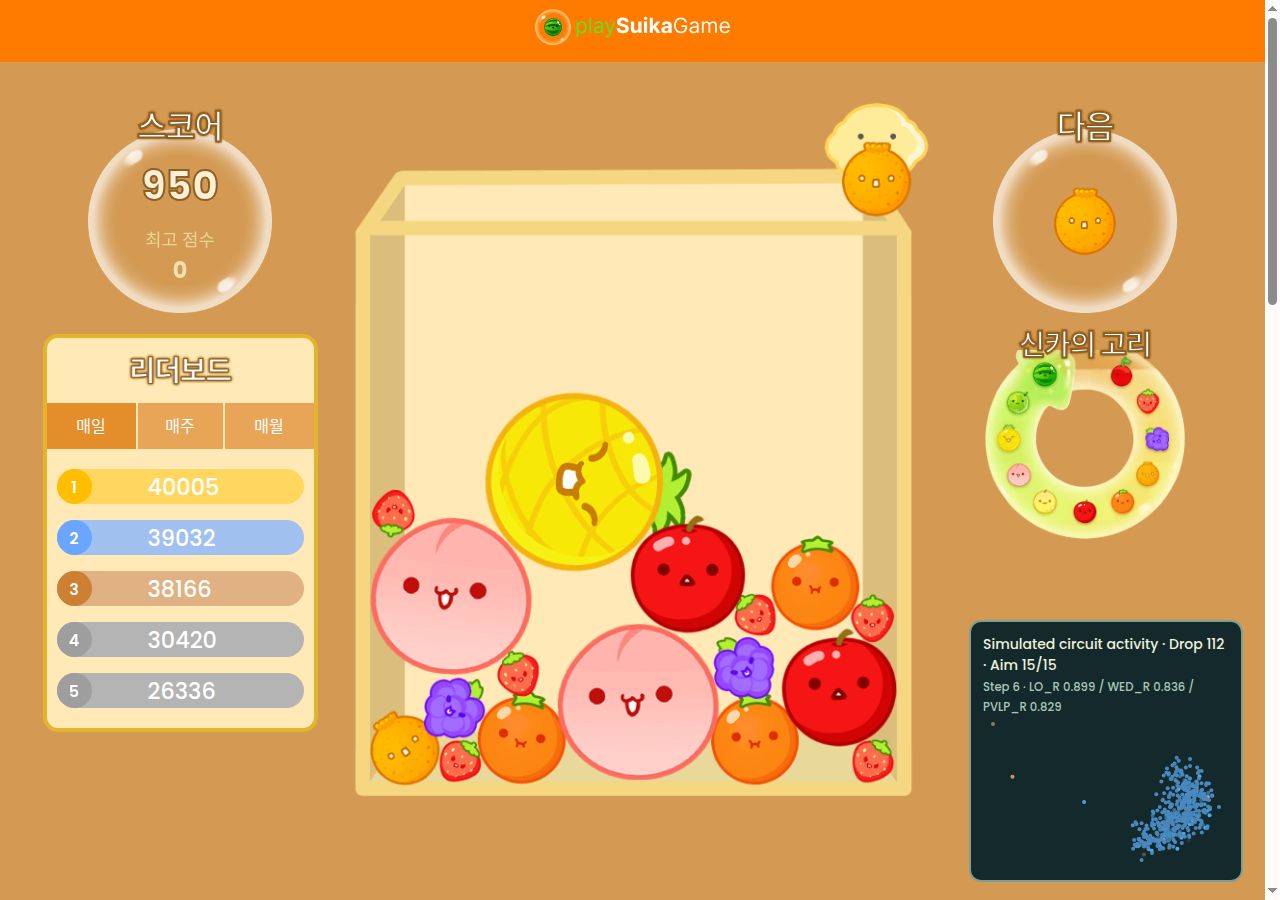 playSuikaGame
스코어
950
최고 점수
0
리더보드
매일 매주 매월
1 40005
2 39032
3 38166
4 30420
5 26336
다음
신카의 고리
Simulated circuit activity · Drop 112
· Aim 15/15
Step 6 · LO_R 0.899 / WED_R 0.836 /
PVLP_R 0.829